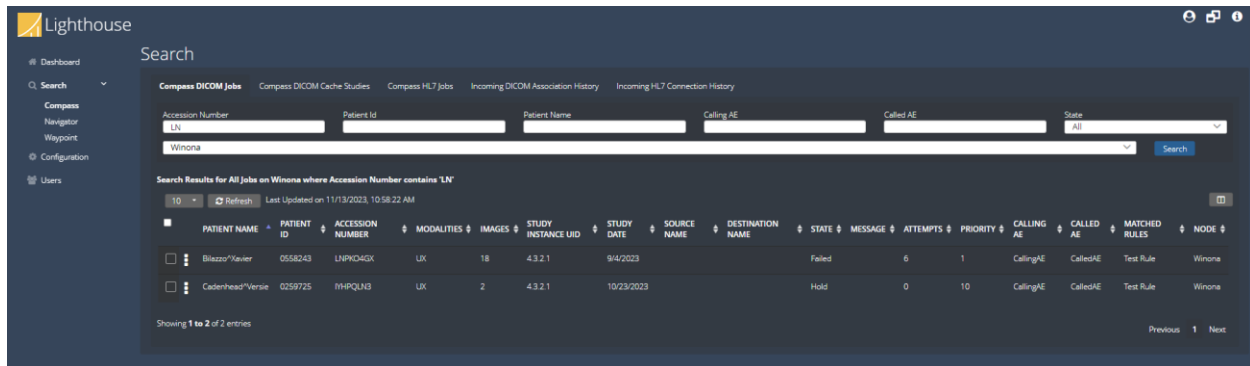 Lighthouse
Search
Dashboard
Search
Compass
Navigator
Waypoint
Configuration
Users
Compass DICOM Jobs Compass DICOM Cache Studies Compass HL7 Jobs Incoming DICOM Association History Incoming HL7 Connection History
Accession Number Patient Id Patient Name Calling AE Called AE State
LN All
Winona Search
Search Results for All Jobs on Winona where Accession Number contains 'LN'
10 Refresh Last Updated on 11/13/2023, 10:58:22 AM
PATIENT NAME PATIENT ID ACCESSION NUMBER MODALITIES IMAGES STUDY INSTANCE UID STUDY DATE SOURCE NAME DESTINATION NAME STATE MESSAGE ATTEMPTS PRIORITY CALLING AE CALLED AE MATCHED RULES NODE
Bilazzo^Xavier 0558243 LNPKO4GX UX 18 4.3.2.1 9/4/2023 Failed 6 1 CallingAE CalledAE Test Rule Winona
Cadenhead^Versie 0259725 IYHPQLN3 UX 2 4.3.2.1 10/23/2023 Hold 0 10 CallingAE CalledAE Test Rule Winona
Showing 1 to 2 of 2 entries
Previous 1 Next